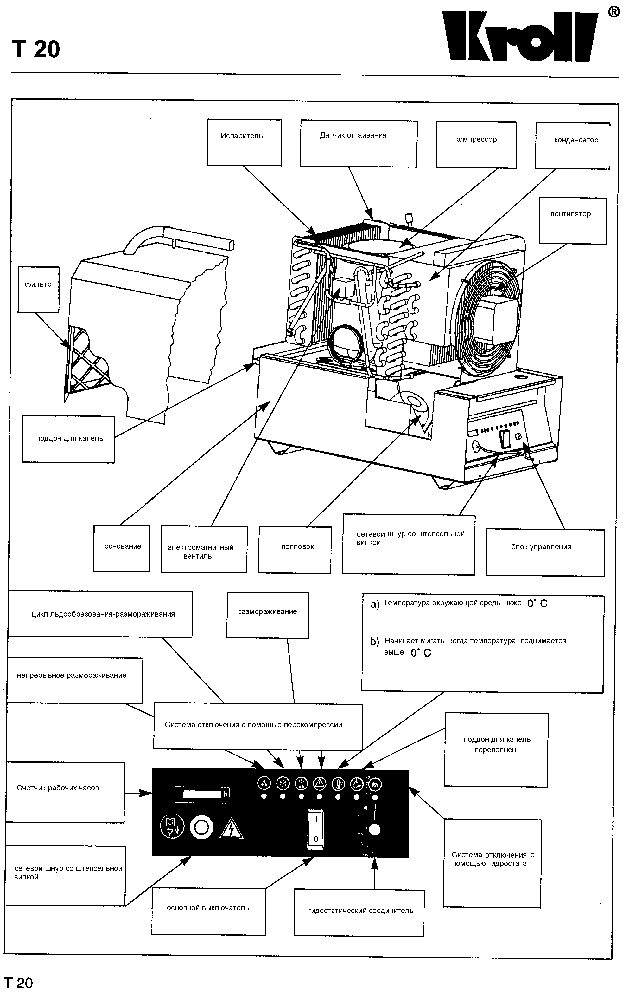 Kroll ®
T 20
Испаритель
Датчик оттаивания
компрессор
конденсатор
вентилятор
фильтр
поддон для капель
основание
электромагнитный
вентиль
попловок
сетевой шнур со штепсельной
вилкой
блок управления
цикл льдообразования-размораживания
размораживание
a) Температура окружающей среды ниже 0° C
b) Начинает мигать, когда температура поднимается
выше 0° C
непрерывное размораживание
Система отключения с помощью перекомпрессии
поддон для капель
переполнен
Счетчик рабочих часов
h
Rh
I
0
Система отключения с
помощью гидростата
сетевой шнур со штепсельной
вилкой
основной выключатель
гидостатический соединитель
T 20